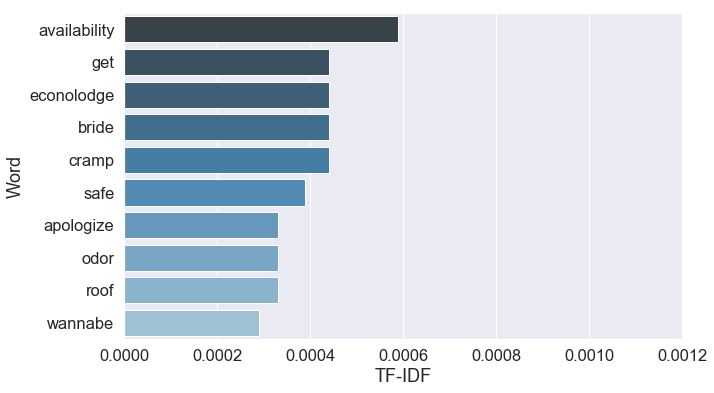 availability
get
econolodge
bride
cramp
safe
apologize
odor
roof
wannabe
Word
0.0000 0.0002 0.0004 0.0006 0.0008 0.0010 0.0012
TF-IDF